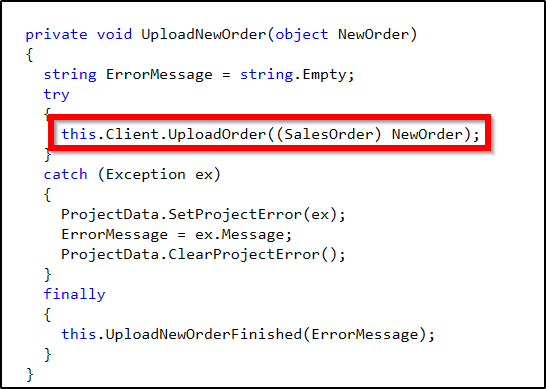 private void UploadNewOrder(object NewOrder)
{
string ErrorMessage = string.Empty;
try
{
this.Client.UploadOrder((SalesOrder) NewOrder);
}
catch (Exception ex)
{
ProjectData.SetProjectError(ex);
ErrorMessage = ex.Message;
ProjectData.ClearProjectError();
}
finally
{
this.UploadNewOrderFinished(ErrorMessage);
}
}